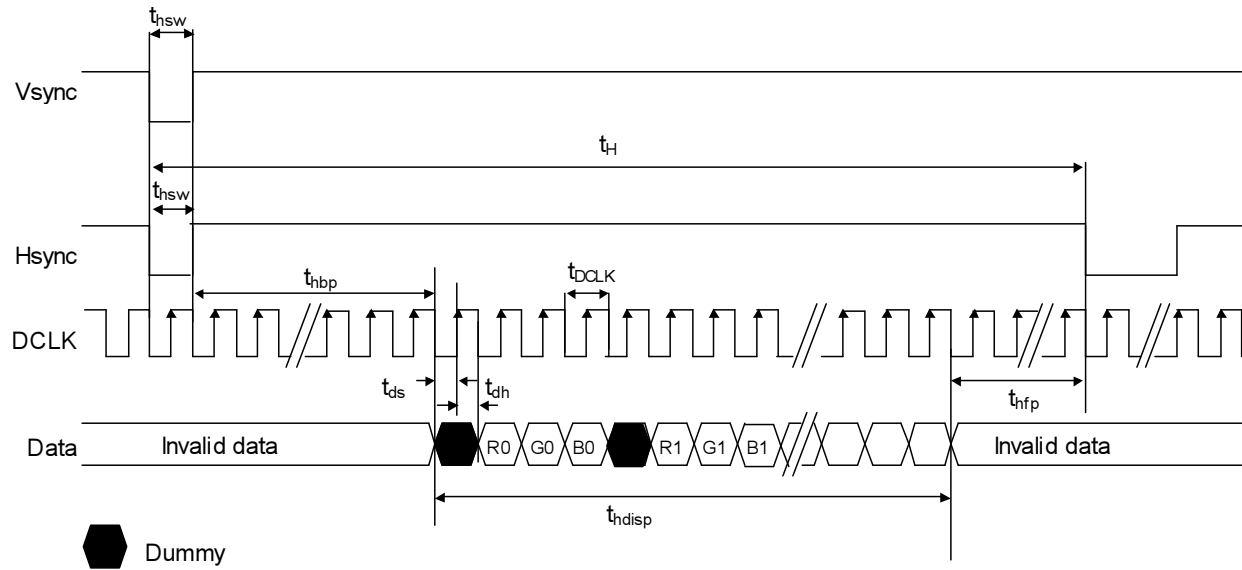 thsw
Vsync
tH
thsw
Hsync
thbp
tDCLK
DCLK
tds
tdh
thfp
Data
Invalid data
R0
G0
B0
R1
G1
B1
Invalid data
thdisp
Dummy